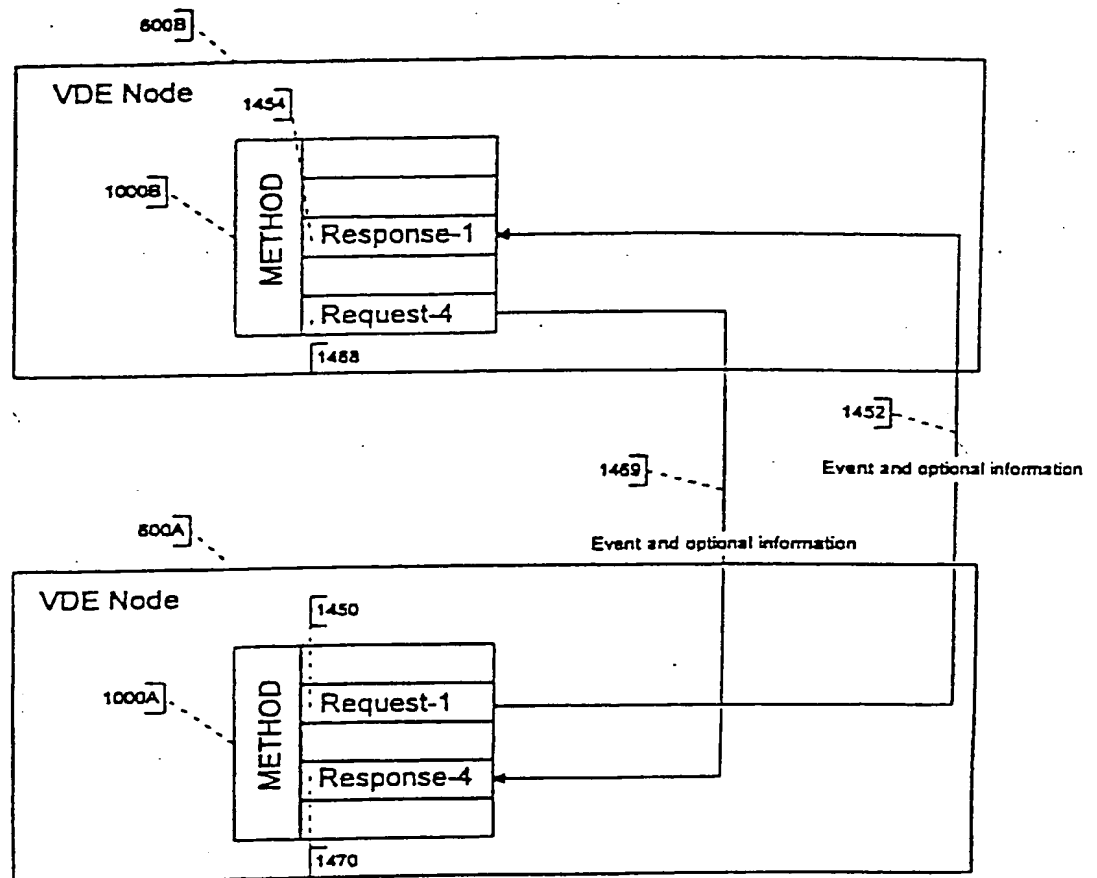 600B
VDE Node
1454
1000B
METHOD
Response-1
Request-4
1468
1452
Event and optional information
1469
600A
Event and optional information
VDE Node
1450
1000A
METHOD
Request-1
Response-4
1470